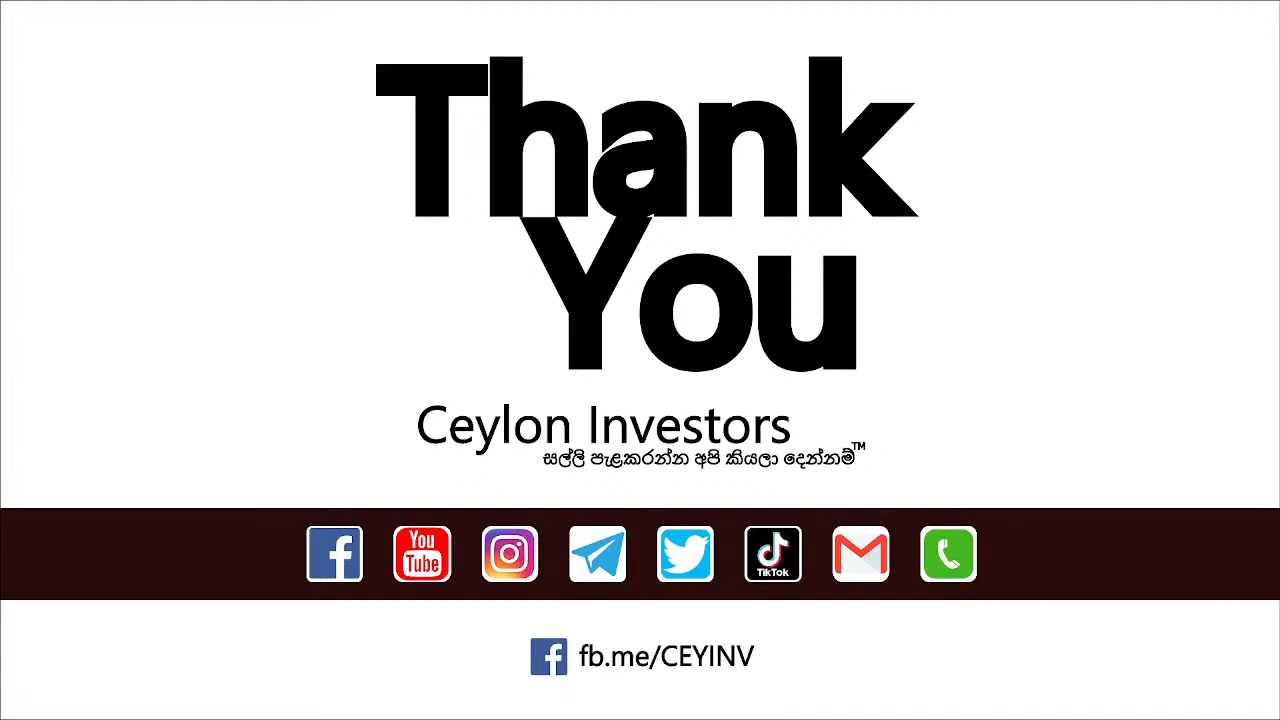 Thank
You
Ceylon Investors
සල්ලි පැළකරන්න අපි කියලා දෙන්නම්™
You
Tube
TikTok
fb.me/CEYINV